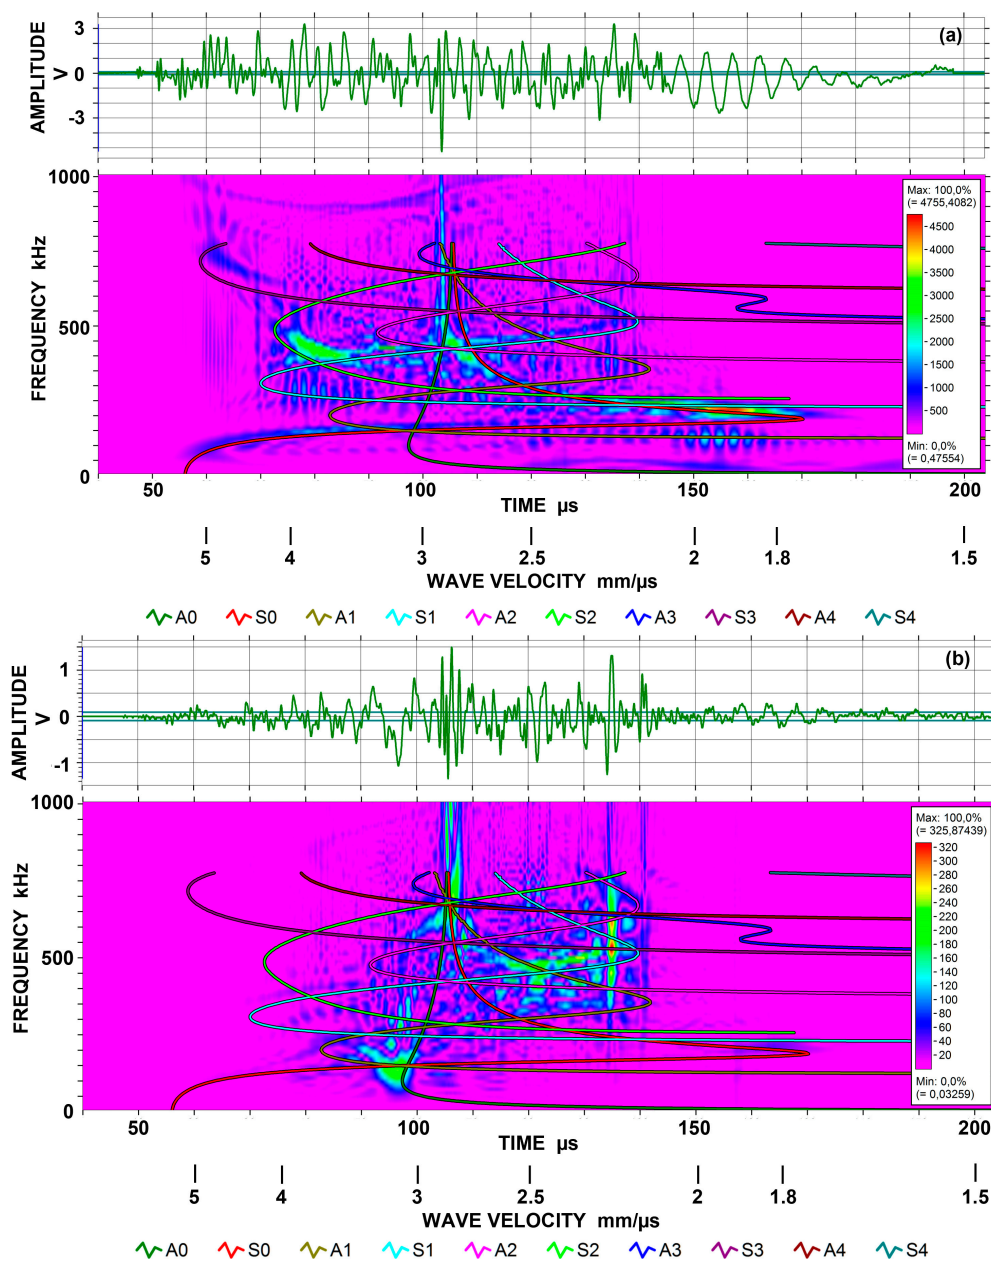 (a)
AMPLITUDE
V
3
0
-3
1000
500
0
FREQUENCY kHz
Max: 100,0%
(= 4755,4082)
4500
4000
3500
3000
2500
2000
1500
1000
500
Min: 0,0%
(= 0,47554)
50 100 150 200
TIME µs
5 4 3 2.5 2 1.8 1.5
WAVE VELOCITY mm/µs
A0 S0 A1 S1 A2 S2 A3 S3 A4 S4
(b)
AMPLITUDE
V
1
0
-1
1000
500
0
FREQUENCY kHz
Max: 100,0%
(= 325,87439)
320
300
280
260
240
220
200
180
160
140
120
100
80
60
40
20
Min: 0,0%
(= 0,03259)
50 100 150 200
TIME µs
5 4 3 2.5 2 1.8 1.5
WAVE VELOCITY mm/µs
A0 S0 A1 S1 A2 S2 A3 S3 A4 S4